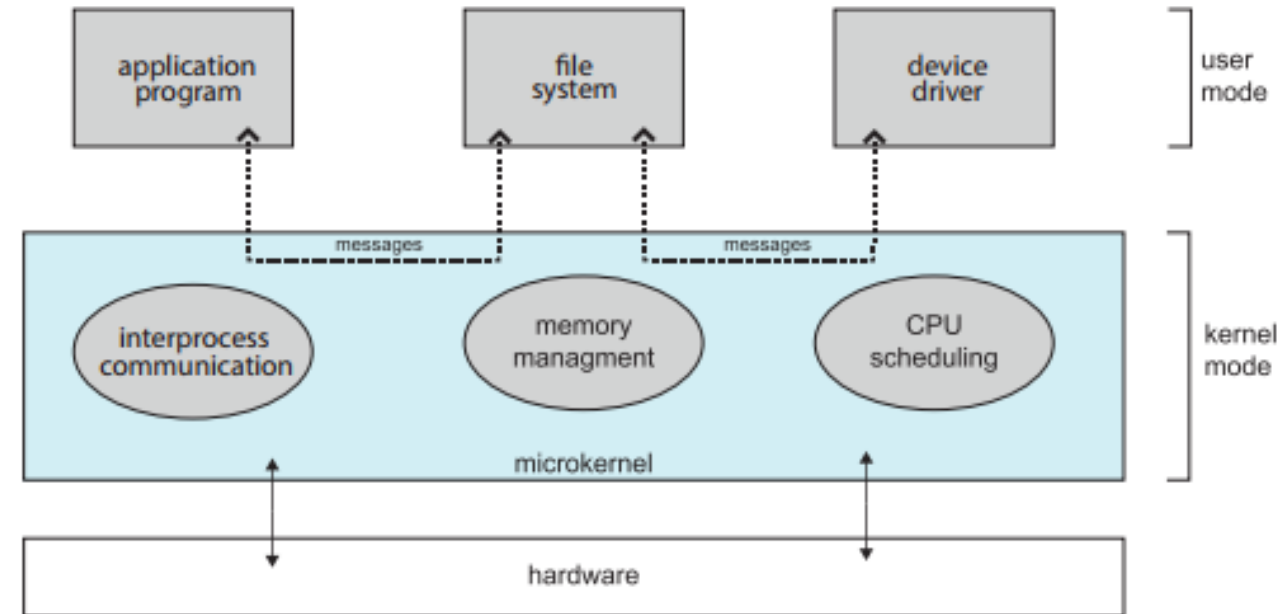 application
program
file
system
device
driver
user
mode
messages
messages
interprocess
communication
memory
managment
CPU
scheduling
kernel
mode
microkernel
hardware